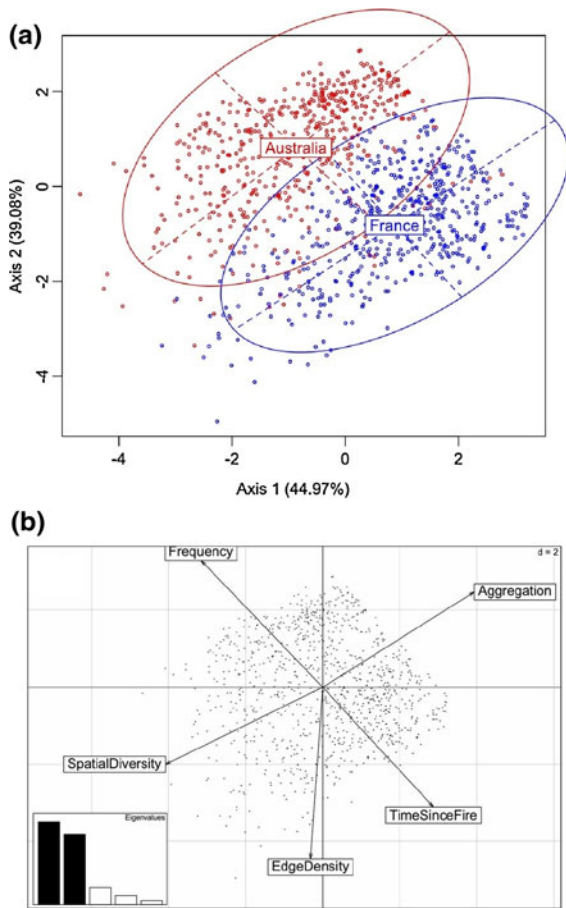 (a)
2
0
-2
-4
Axis 2 (39.08%)
Australia
France
-4
-2
0
2
Axis 1 (44.97%)
(b)
d = 2
Frequency
Aggregation
SpatialDiversity
TimeSinceFire
Eigenvalues
EdgeDensity